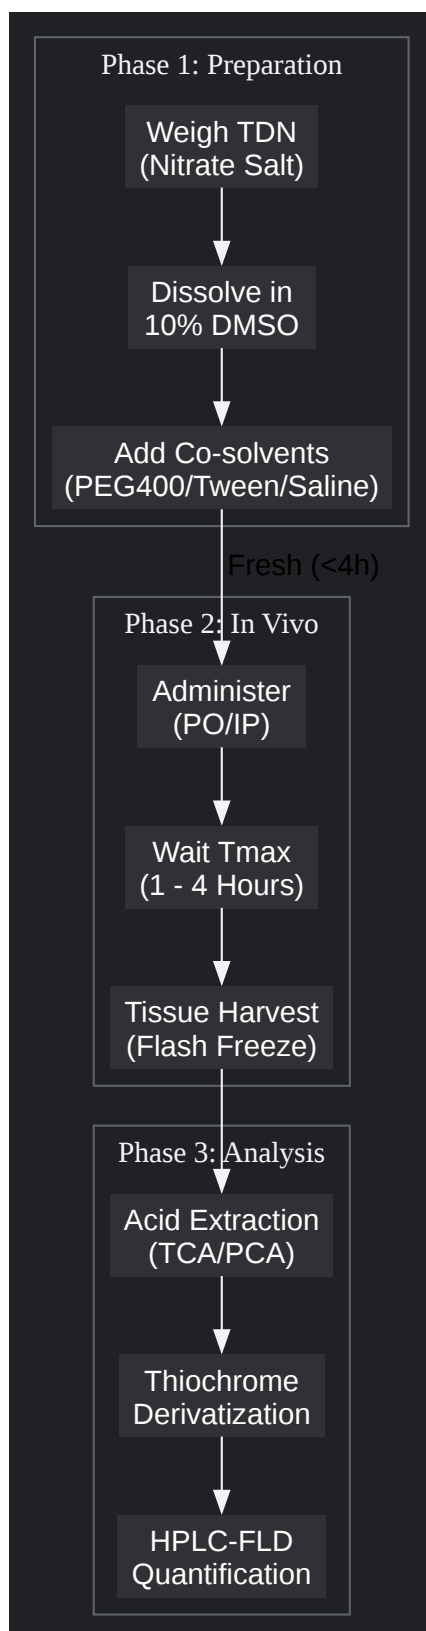 Phase 1: Preparation
Weigh TDN
(Nitrate Salt)
Dissolve in
10% DMSO
Add Co-solvents
(PEG400/Tween/Saline)
Fresh (<4h)
Phase 2: In Vivo
Administer
(PO/IP)
Wait Tmax
(1 - 4 Hours)
Tissue Harvest
(Flash Freeze)
Phase 3: Analysis
Acid Extraction
(TCA/PCA)
Thiochrome
Derivatization
HPLC-FLD
Quantification